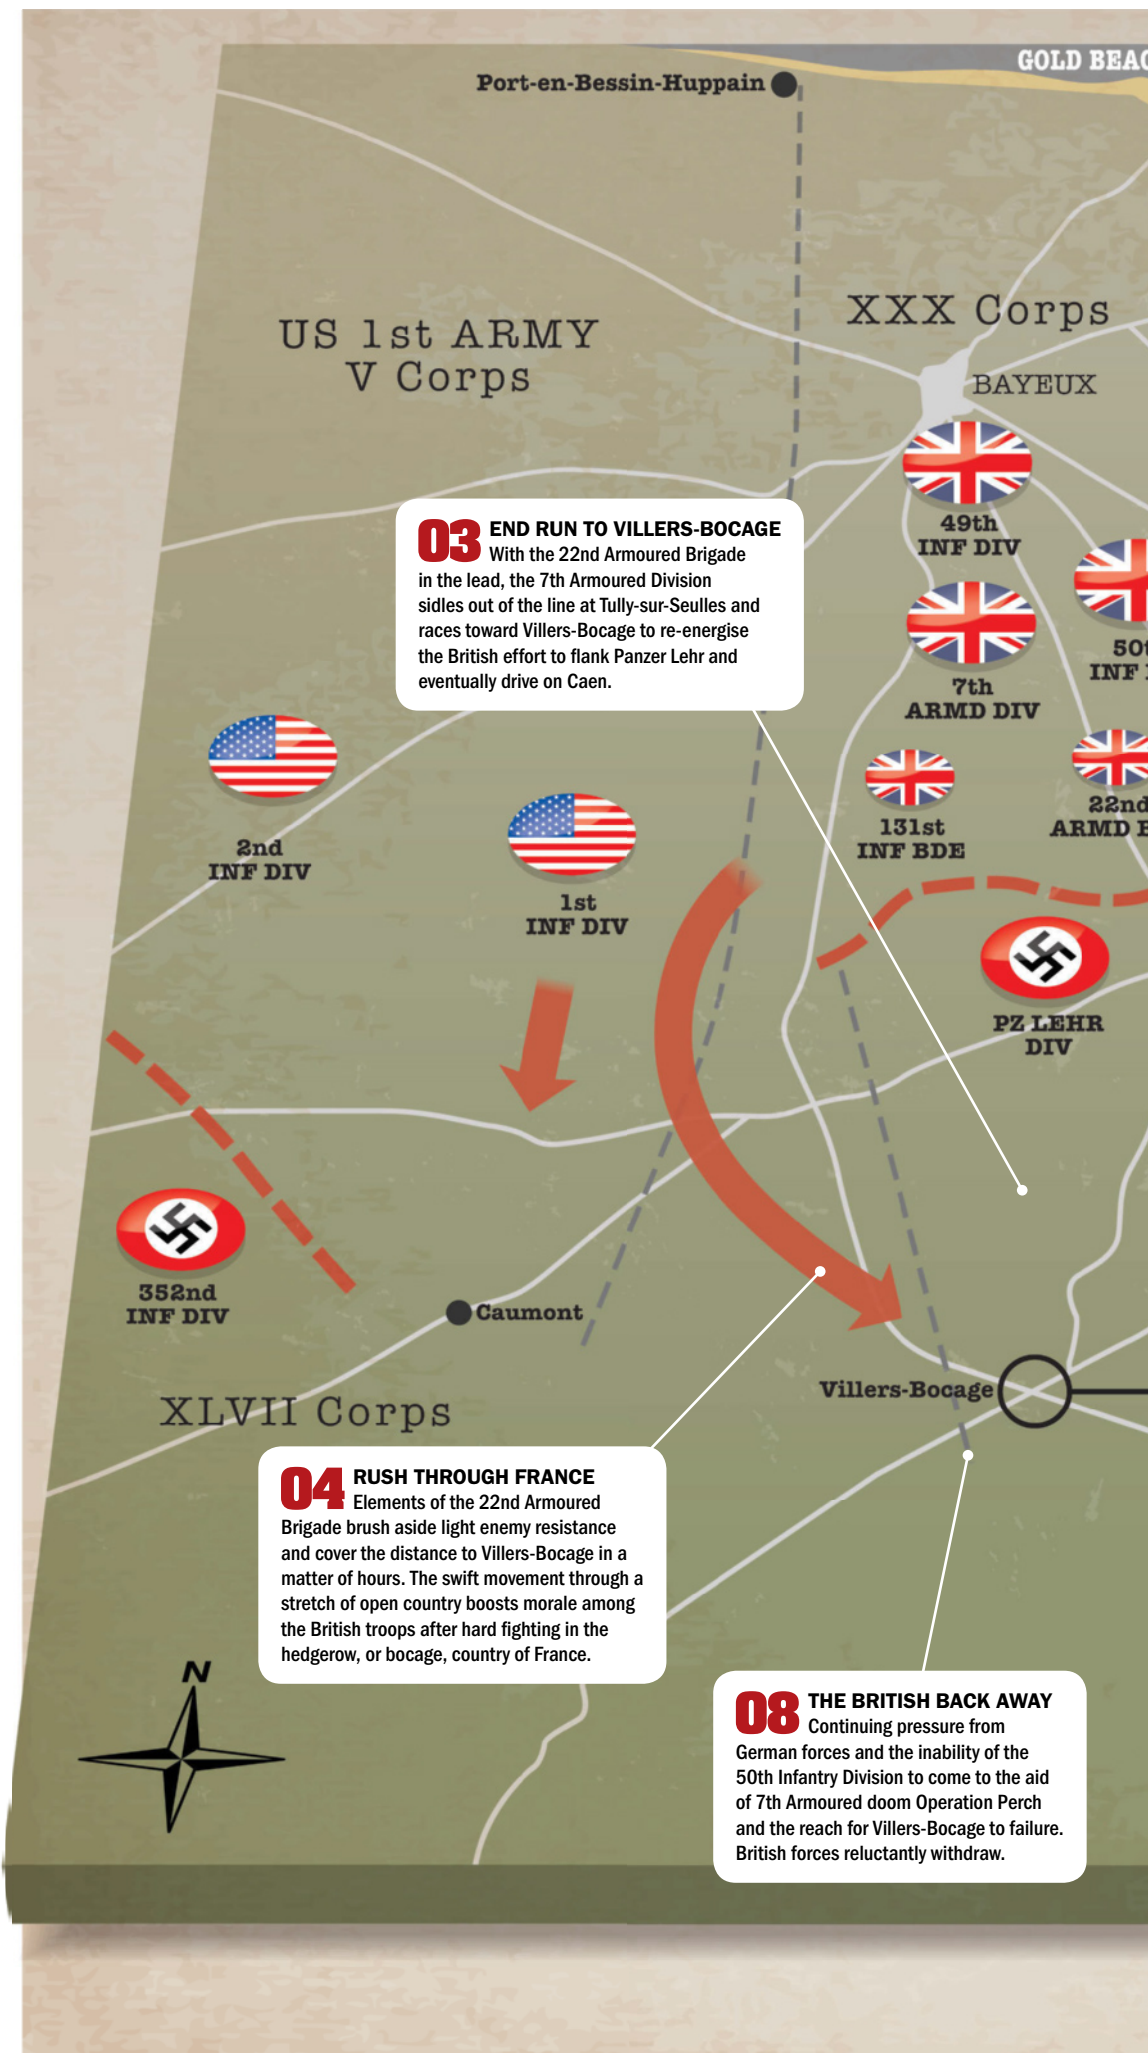 GOLD BEAC
Port-en-Bessin-Huppain
US 1st ARMY
V Corps
XXX Corps
BAYEUX
49th
INF DIV
03 END RUN TO VILLERS-BOCAGE
With the 22nd Armoured Brigade
in the lead, the 7th Armoured Division
sidles out of the line at Tully-sur-Seulles and
races toward Villers-Bocage to re-energise
the British effort to flank Panzer Lehr and
eventually drive on Caen.
50t
INF
7th
ARMD DIV
22nd
ARMD B
131st
INF BDE
2nd
INF DIV
1st
INF DIV
PZ LEHR
DIV
352nd
INF DIV
Caumont
Villers-Bocage
XLVII Corps
04 RUSH THROUGH FRANCE
Elements of the 22nd Armoured
Brigade brush aside light enemy resistance
and cover the distance to Villers-Bocage in a
matter of hours. The swift movement through a
stretch of open country boosts morale among
the British troops after hard fighting in the
hedgerow, or bocage, country of France.
N
08 THE BRITISH BACK AWAY
Continuing pressure from
German forces and the inability of the
50th Infantry Division to come to the aid
of 7th Armoured doom Operation Perch
and the reach for Villers-Bocage to failure.
British forces reluctantly withdraw.